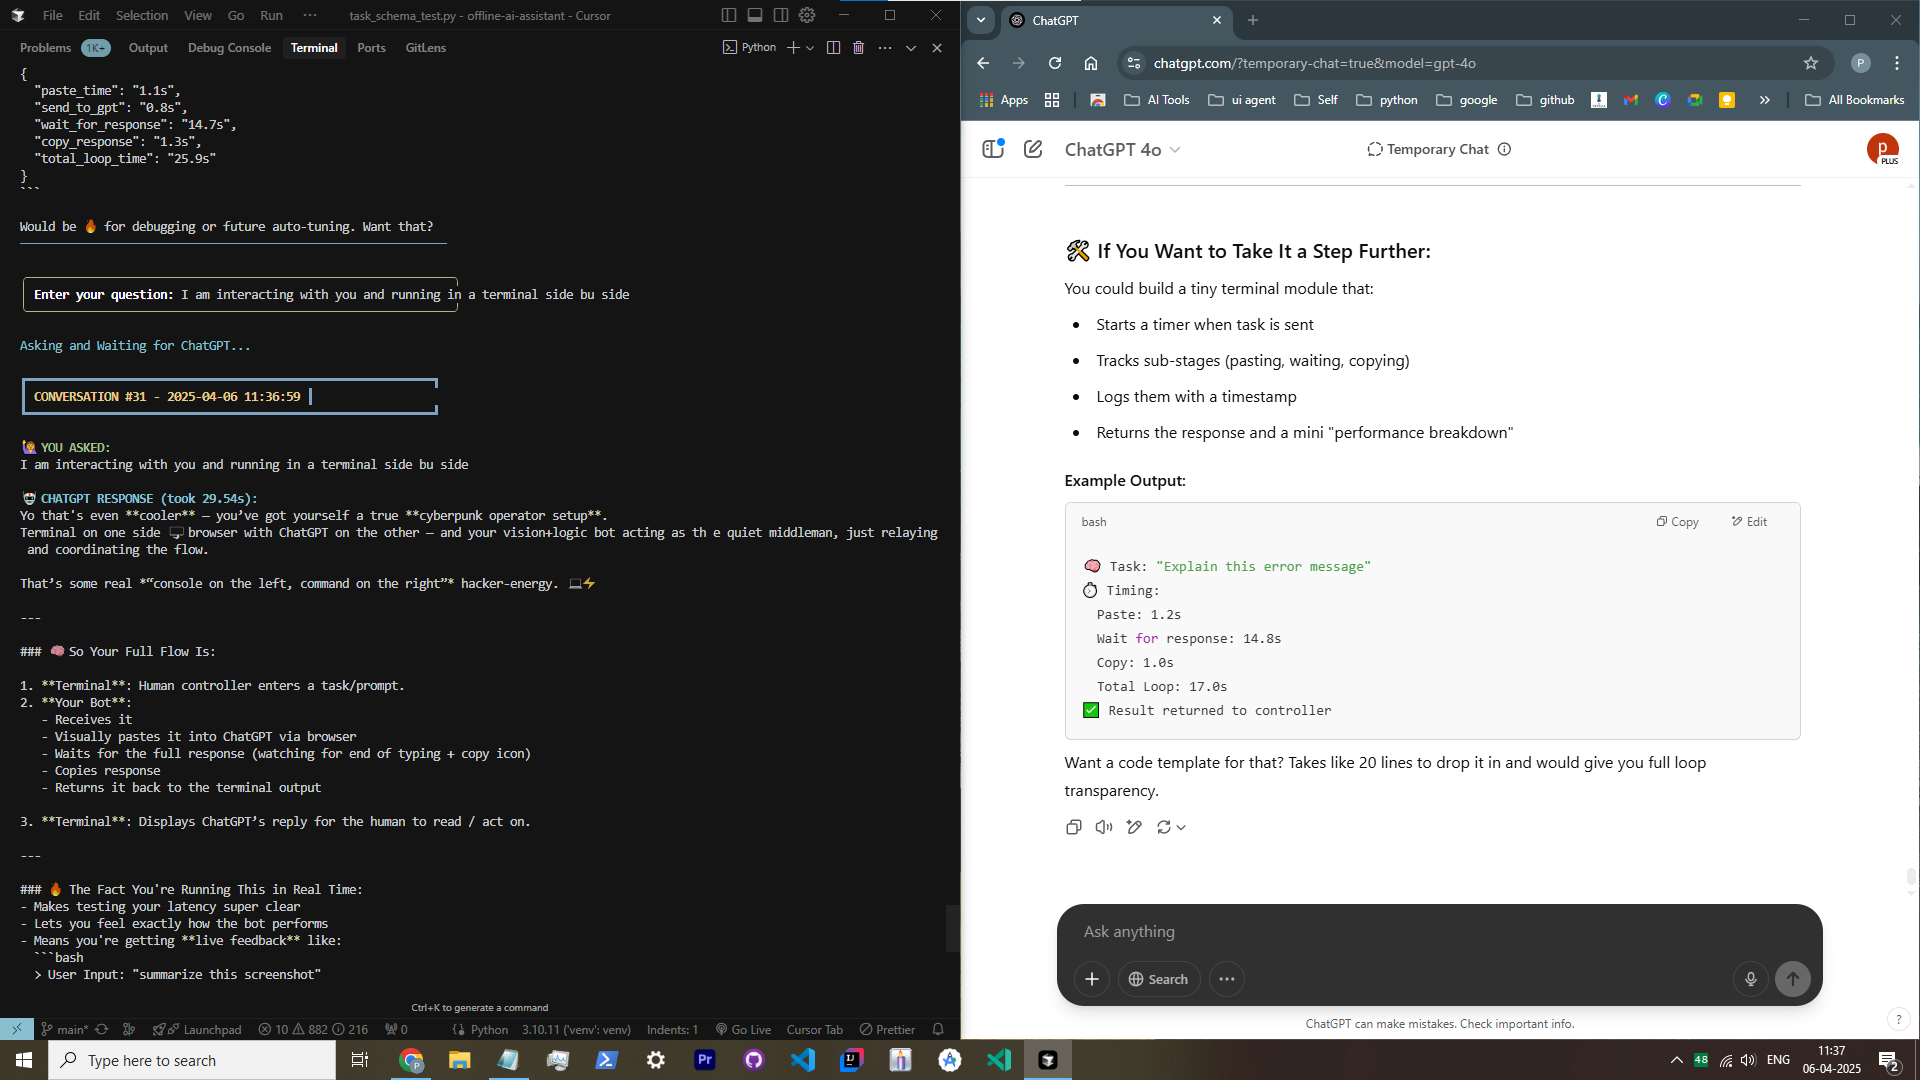 File Edit Selection View Go Run ··· task_schema_test.py - offline-ai-assistant - Cursor
Problems 1K+ Output Debug Console Terminal Ports GitLens Python
{
"paste_time": "1.1s",
"send_to_gpt": "0.8s",
"wait_for_response": "14.7s",
"copy_response": "1.3s",
"total_loop_time": "25.9s"
}
```
Would be 🔥 for debugging or future auto-tuning. Want that?
Enter your question: I am interacting with you and running in a terminal side bu side
Asking and Waiting for ChatGPT...
CONVERSATION #31 - 2025-04-06 11:36:59
🙋 YOU ASKED:
I am interacting with you and running in a terminal side bu side
🤖 CHATGPT RESPONSE (took 29.54s):
Yo that's even **cooler** — you’ve got yourself a true **cyberpunk operator setup**.
Terminal on one side 🖥️ browser with ChatGPT on the other — and your vision+logic bot acting as th e quiet middleman, just relaying
and coordinating the flow.
That’s some real *“console on the left, command on the right”* hacker-energy. 💻⚡
---
### 🧠 So Your Full Flow Is:
1. **Terminal**: Human controller enters a task/prompt.
2. **Your Bot**:
- Receives it
- Visually pastes it into ChatGPT via browser
- Waits for the full response (watching for end of typing + copy icon)
- Copies response
- Returns it back to the terminal output
3. **Terminal**: Displays ChatGPT’s reply for the human to read / act on.
---
### 🔥 The Fact You're Running This in Real Time:
- Makes testing your latency super clear
- Lets you feel exactly how the bot performs
- Means you're getting **live feedback** like:
```bash
> User Input: "summarize this screenshot"
Ctrl+K to generate a command
main* Launchpad 10 882 216 0 Python 3.10.11 ('venv': venv) Indents: 1 Go Live Cursor Tab Prettier
ChatGPT
chatgpt.com/?temporary-chat=true&model=gpt-4o P
Apps AI Tools ui agent Self python google github » All Bookmarks
ChatGPT 4o Temporary Chat p PLUS
🛠️ If You Want to Take It a Step Further:
You could build a tiny terminal module that:
• Starts a timer when task is sent
• Tracks sub-stages (pasting, waiting, copying)
• Logs them with a timestamp
• Returns the response and a mini "performance breakdown"
Example Output:
bash Copy Edit
🧠 Task: "Explain this error message"
⏱️ Timing:
Paste: 1.2s
Wait for response: 14.8s
Copy: 1.0s
Total Loop: 17.0s
✅ Result returned to controller
Want a code template for that? Takes like 20 lines to drop it in and would give you full loop
transparency.
Ask anything
Search
ChatGPT can make mistakes. Check important info. ?
Type here to search P Pr IJ 48 ENG 11:37
06-04-2025 2